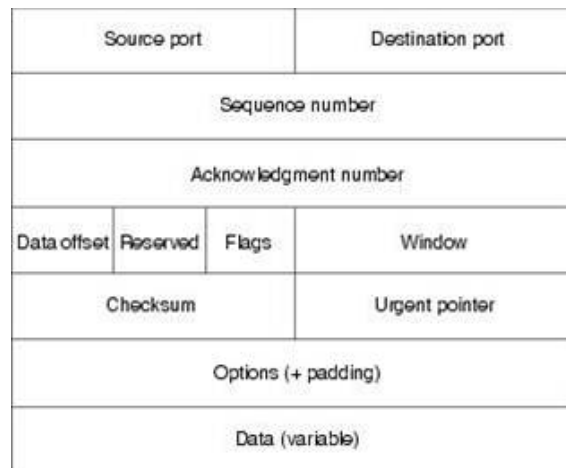 Source port Destination port
Sequence number
Acknowledgment number
Data offset Reserved Flags Window
Checksum Urgent pointer
Options (+ padding)
Data (variable)